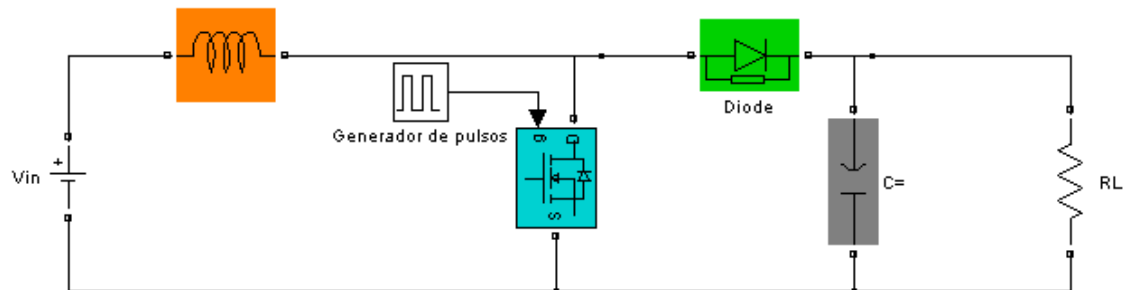 Generador de pulsos
g
D
S
Diode
Vin
+
C=
RL